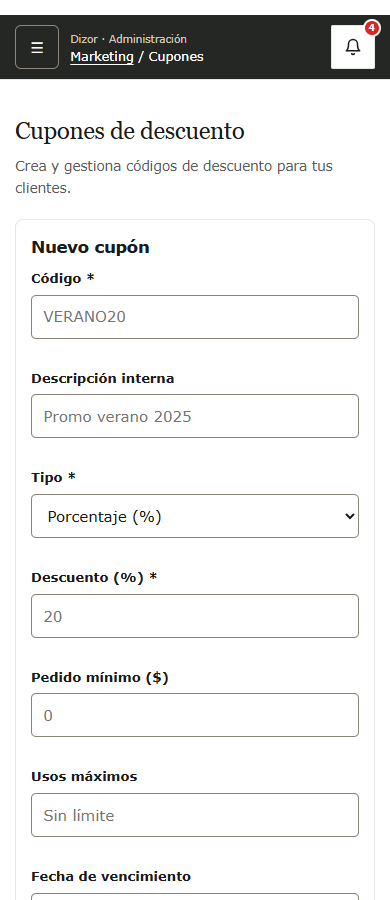 ☰
Dizor · Administración
Marketing / Cupones
4
Cupones de descuento
Crea y gestiona códigos de descuento para tus
clientes.
Nuevo cupón
Código *
VERANO20
Descripción interna
Promo verano 2025
Tipo *
Porcentaje (%)
Descuento (%) *
20
Pedido mínimo ($)
0
Usos máximos
Sin límite
Fecha de vencimiento